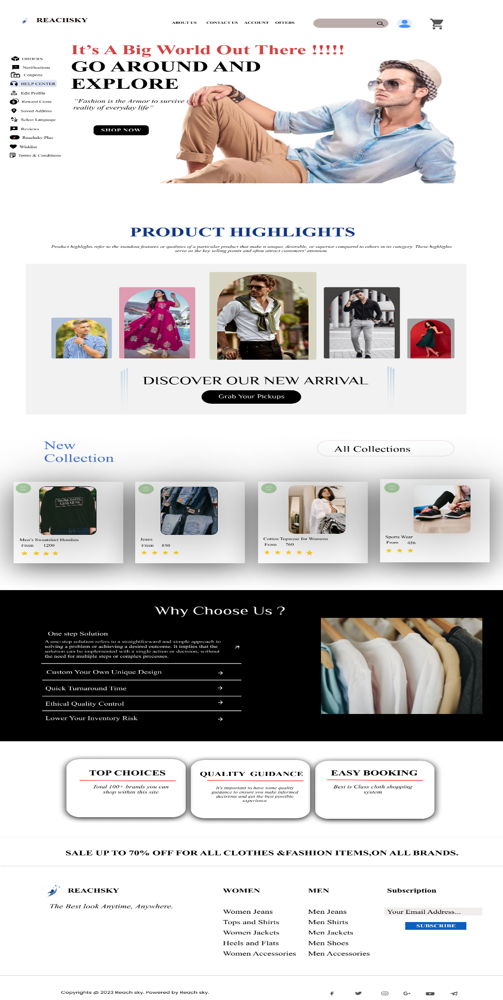 REACHSKY
ABOUT US
CONTACT US
ACCOUNT
OFFERS
ORDERS
Notifications
Coupons
HELP CENTER
Edit Profile
Reward Coins
Saved Address
Select Language
Reviews
Reachsky Plus
Wishlist
Terms & Conditions
It's A Big World Out There !!!!!
GO AROUND AND
EXPLORE
“Fashion is the Armor to survive t
reality of everyday life”
SHOP NOW
PRODUCT HIGHLIGHTS
Product highlights refer to the standout features or qualities of a particular product that make it unique, desirable, or superior compared to others in its category. These highlights
serve as the key selling points and often attract customers' attention.
DISCOVER OUR NEW ARRIVAL
Grab Your Pickups
New
Collection
All Collections
MORE FAITH
LESS FEAR
Men's Sweatshirt Hoodies
From 1200
Jeans
From 850
Cotton Topwear for Womens
From 760
Sports Wear
From 456
Why Choose Us ?
One step Solution
A one-step solution refers to a straightforward and simple approach to
solving a problem or achieving a desired outcome. It implies that the
solution can be implemented with a single action or decision, without
the need for multiple steps or complex processes.
Custom Your Own Unique Design
Quick Turnaround Time
Ethical Quality Control
Lower Your Inventory Risk
TOP CHOICES
Total 100+ brands you can
shop within this site
QUALITY GUIDANCE
It's important to have some quality
guidance to ensure you make informed
decisions and get the best possible
experience
EASY BOOKING
Best is Class cloth shopping
system
SALE UP TO 70% OFF FOR ALL CLOTHES &FASHION ITEMS,ON ALL BRANDS.
REACHSKY
The Best look Anytime, Anywhere.
WOMEN
Women Jeans
Tops and Shirts
Women Jackets
Heels and Flats
Women Accessories
MEN
Men Jeans
Men Shirts
Men Jackets
Men Shoes
Men Accessories
Subscription
Your Email Address...
SUBSCRIBE
Copyrights @ 2023 Reach sky. Powered by Reach sky.